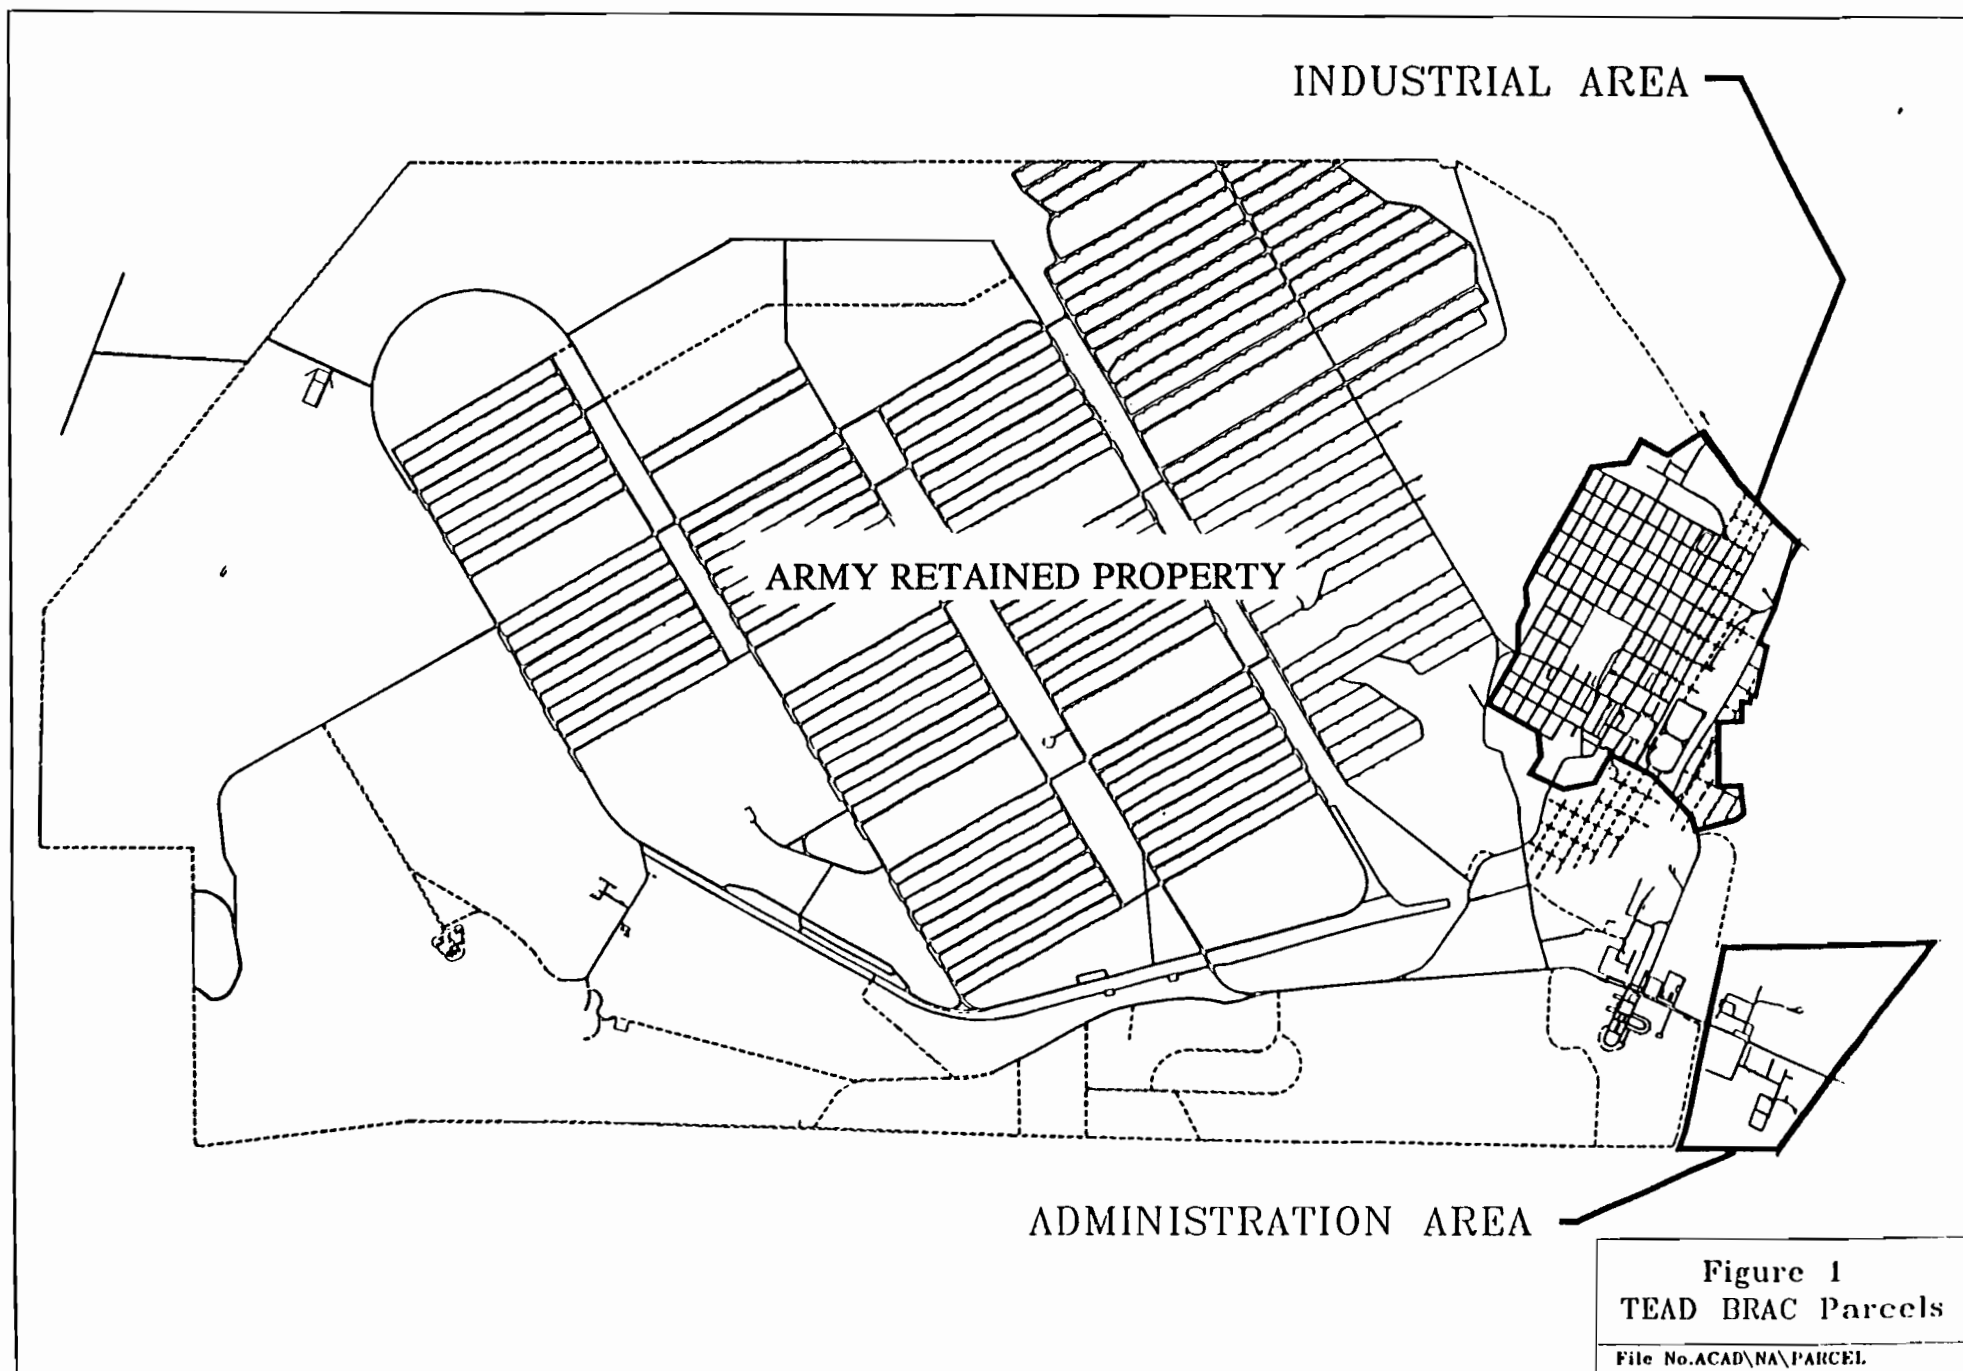 INDUSTRIAL AREA
ARMY RETAINED PROPERTY
ADMINISTRATION AREA
Figure 1
TEAD BRAC Parcels
File No.ACAD\NA\PARCEL